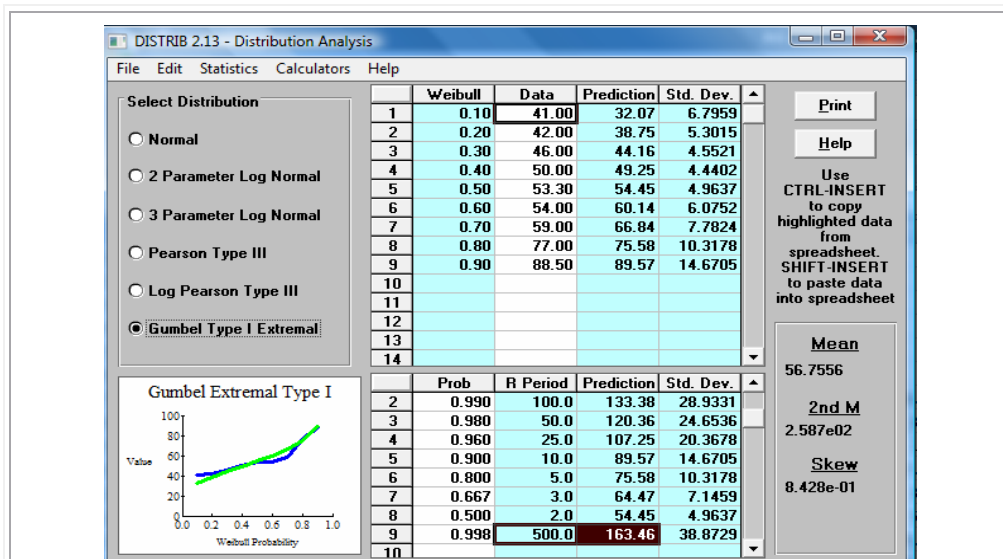 DISTRIB 2.13 - Distribution Analysis
File Edit Statistics Calculators Help
Select Distribution
Normal
2 Parameter Log Normal
3 Parameter Log Normal
Pearson Type III
Log Pearson Type III
Gumbel Type I Extremal
Weibull Data Prediction Std. Dev.
1 0.10 41.00 32.07 6.7959
2 0.20 42.00 38.75 5.3015
3 0.30 46.00 44.16 4.5521
4 0.40 50.00 49.25 4.4402
5 0.50 53.30 54.45 4.9637
6 0.60 54.00 60.14 6.0752
7 0.70 59.00 66.84 7.7824
8 0.80 77.00 75.58 10.3178
9 0.90 88.50 89.57 14.6705
10
11
12
13
14
Print
Help
Use
CTRL-INSERT
to copy
highlighted data
from
spreadsheet.
SHIFT-INSERT
to paste data
into spreadsheet
Gumbel Extremal Type I
100
80
60
40
20
0
Value
0.0 0.2 0.4 0.6 0.8 1.0
Weibull Probability
Prob R Period Prediction Std. Dev.
2 0.990 100.0 133.38 28.9331
3 0.980 50.0 120.36 24.6536
4 0.960 25.0 107.25 20.3678
5 0.900 10.0 89.57 14.6705
6 0.800 5.0 75.58 10.3178
7 0.667 3.0 64.47 7.1459
8 0.500 2.0 54.45 4.9637
9 0.998 500.0 163.46 38.8729
10
Mean
56.7556
2nd M
2.587e02
Skew
8.428e-01